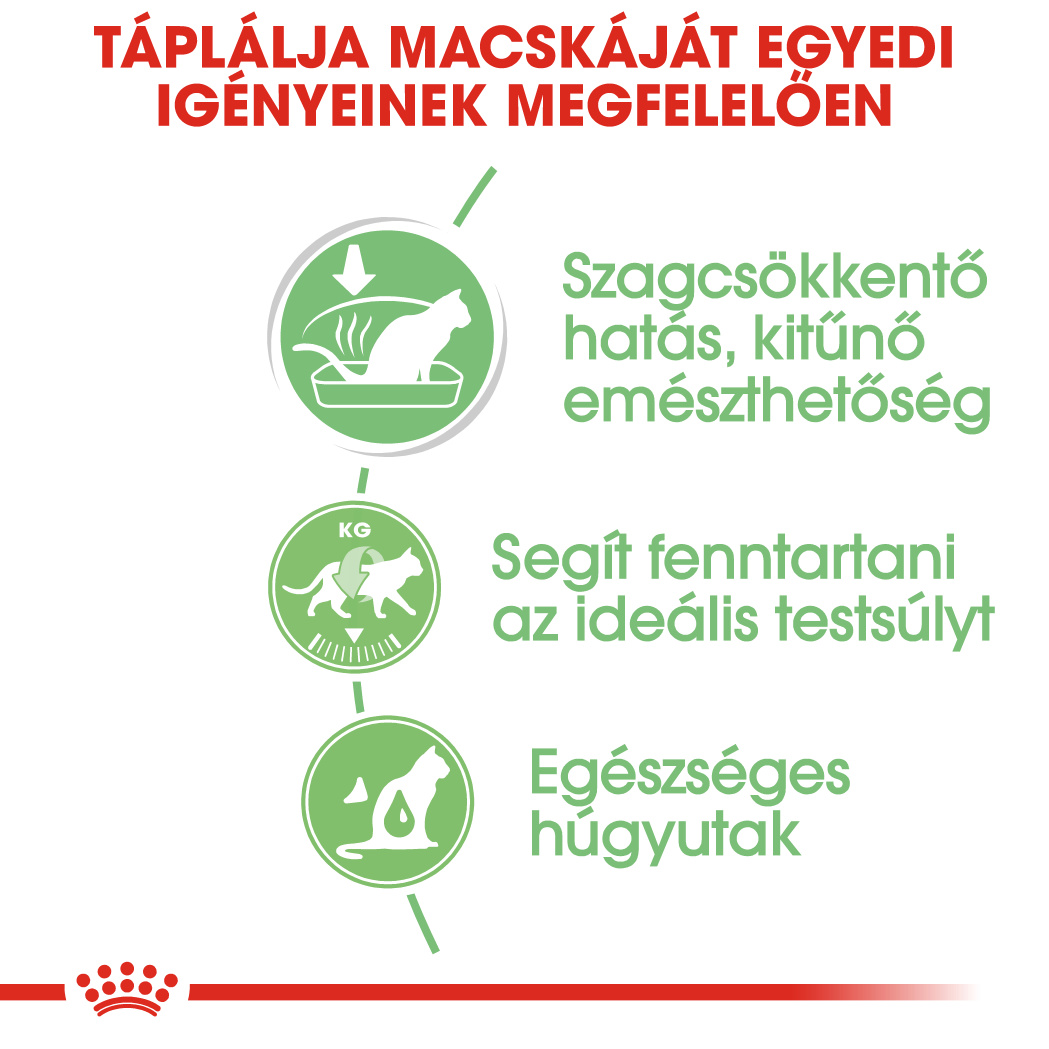 TÁPLÁLJA MACSKÁJÁT EGYEDI
IGÉNYEINEK MEGFELELŐEN
Szagcsökkentő
hatás, kitűnő
emészthetőség
KG
Segít fenntartani
az ideális testsúlyt
Egészséges
húgyutak